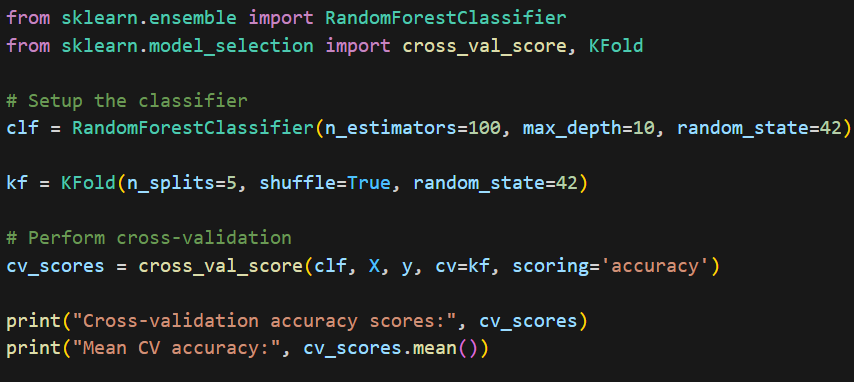 from sklearn.ensemble import RandomForestClassifier
from sklearn.model_selection import cross_val_score, KFold
# Setup the classifier
clf = RandomForestClassifier(n_estimators=100, max_depth=10, random_state=42)
kf = KFold(n_splits=5, shuffle=True, random_state=42)
# Perform cross-validation
cv_scores = cross_val_score(clf, X, y, cv=kf, scoring='accuracy')
print("Cross-validation accuracy scores:", cv_scores)
print("Mean CV accuracy:", cv_scores.mean())